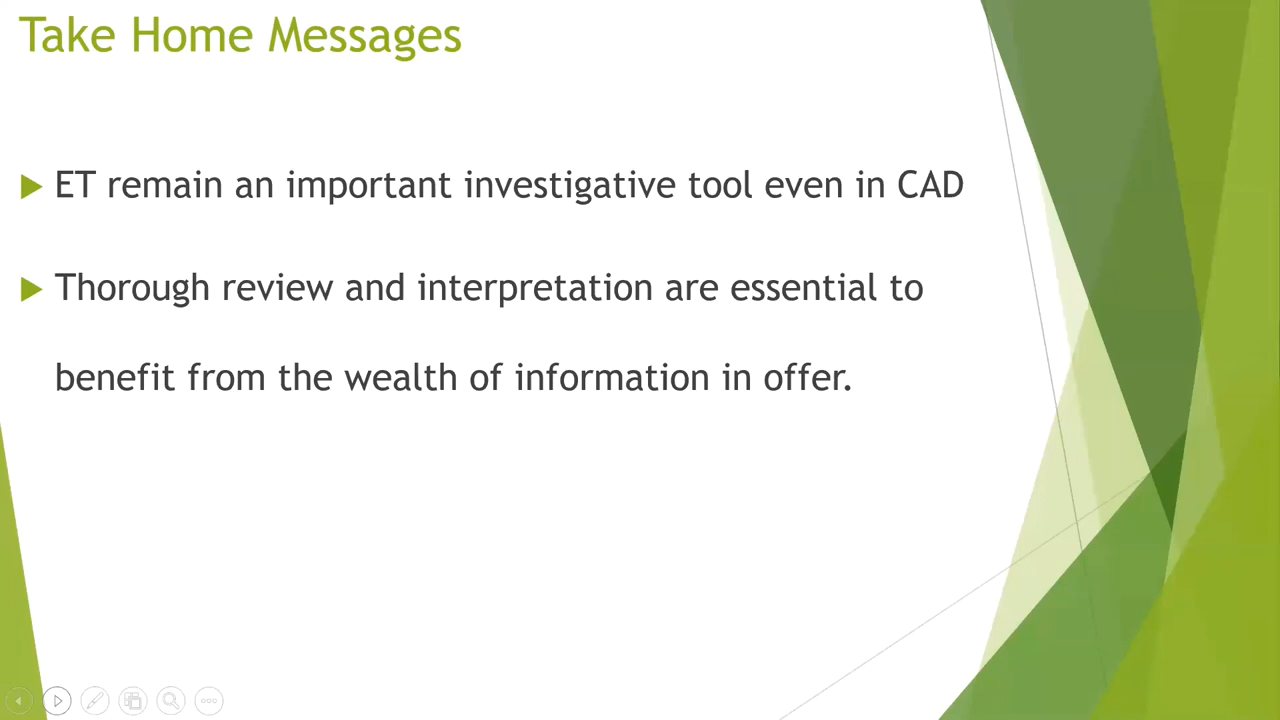 Take Home Messages
ET remain an important investigative tool even in CAD
Thorough review and interpretation are essential to
benefit from the wealth of information in offer.